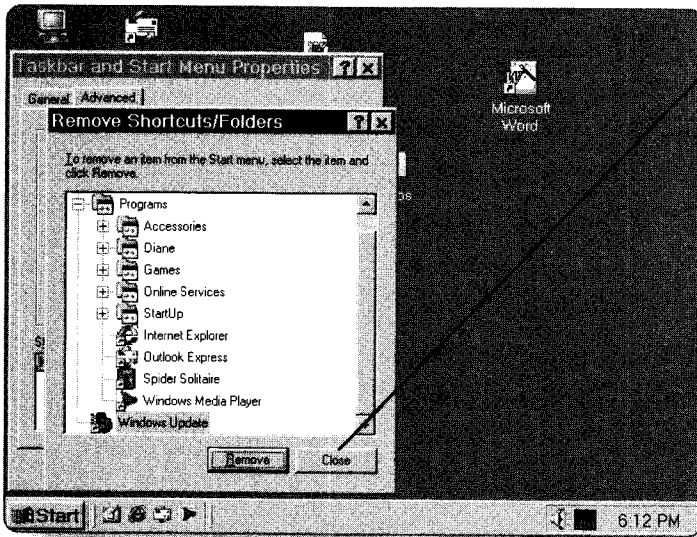 Taskbar and Start Menu Properties
General Advanced
Remove Shortcuts/Folders
To remove an item from the Start menu, select the item and
click Remove.
Programs
Accessories
Diane
Games
Online Services
StartUp
Internet Explorer
Outlook Express
Spider Solitaire
Windows Media Player
Windows Update
Remove Close
Microsoft
Word
Start
6:12 PM